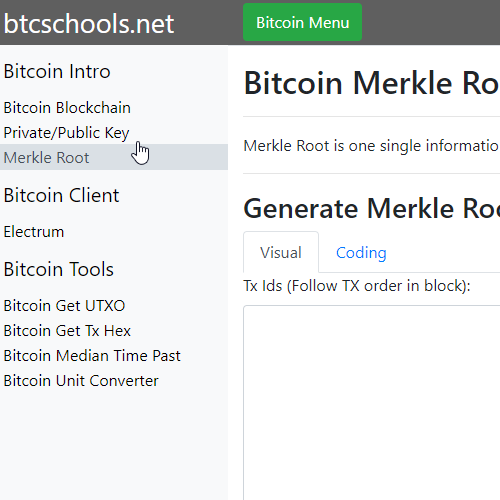 btcschools.net
Bitcoin Menu
Bitcoin Intro
Bitcoin Blockchain
Private/Public Key
Merkle Root
Bitcoin Client
Electrum
Bitcoin Tools
Bitcoin Get UTXO
Bitcoin Get Tx Hex
Bitcoin Median Time Past
Bitcoin Unit Converter
Bitcoin Merkle Ro
Merkle Root is one single informatio
Generate Merkle Roo
Visual
Coding
Tx Ids (Follow TX order in block):